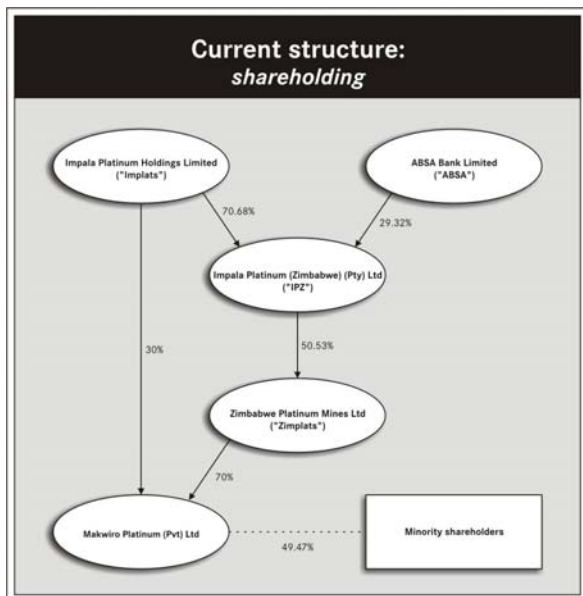 Current structure:
shareholding
Impala Platinum Holdings Limited
("Implats")
ABSA Bank Limited
("ABSA")
70.68%
29.32%
Impala Platinum (Zimbabwe) (Pty) Ltd
("IPZ")
30%
50.53%
Zimbabwe Platinum Mines Ltd
("Zimplats")
70%
Makwiro Platinum (Pvt) Ltd
49.47%
Minority shareholders